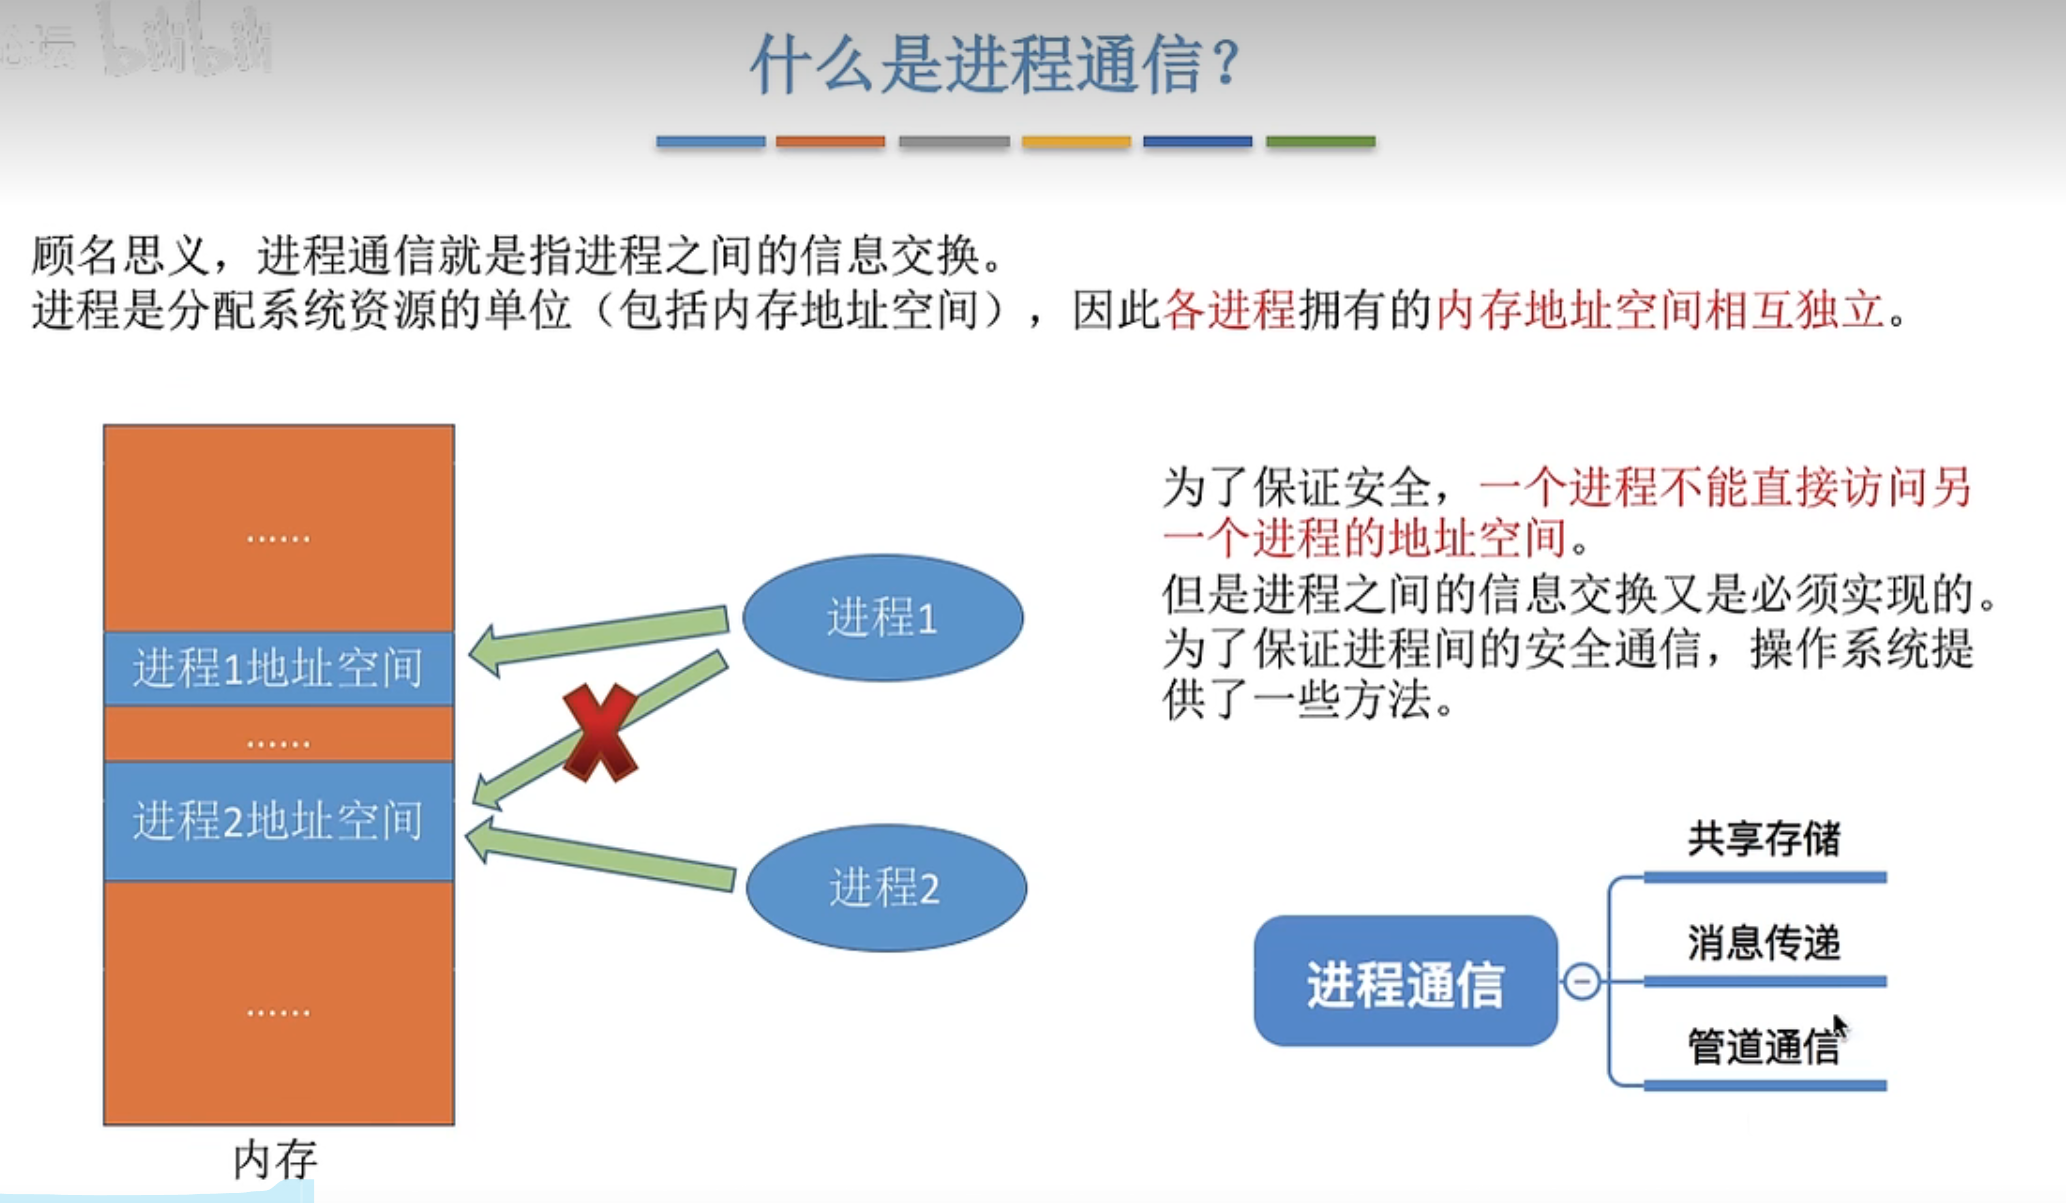 bilibili
什么是进程通信？
顾名思义，进程通信就是指进程之间的信息交换。
进程是分配系统资源的单位（包括内存地址空间），因此各进程拥有的内存地址空间相互独立。
……
进程1地址空间
……
进程2地址空间
……
内存
进程1
进程2
为了保证安全，一个进程不能直接访问另
一个进程的地址空间。
但是进程之间的信息交换又是必须实现的。
为了保证进程间的安全通信，操作系统提
供了一些方法。
进程通信
共享存储
消息传递
管道通信